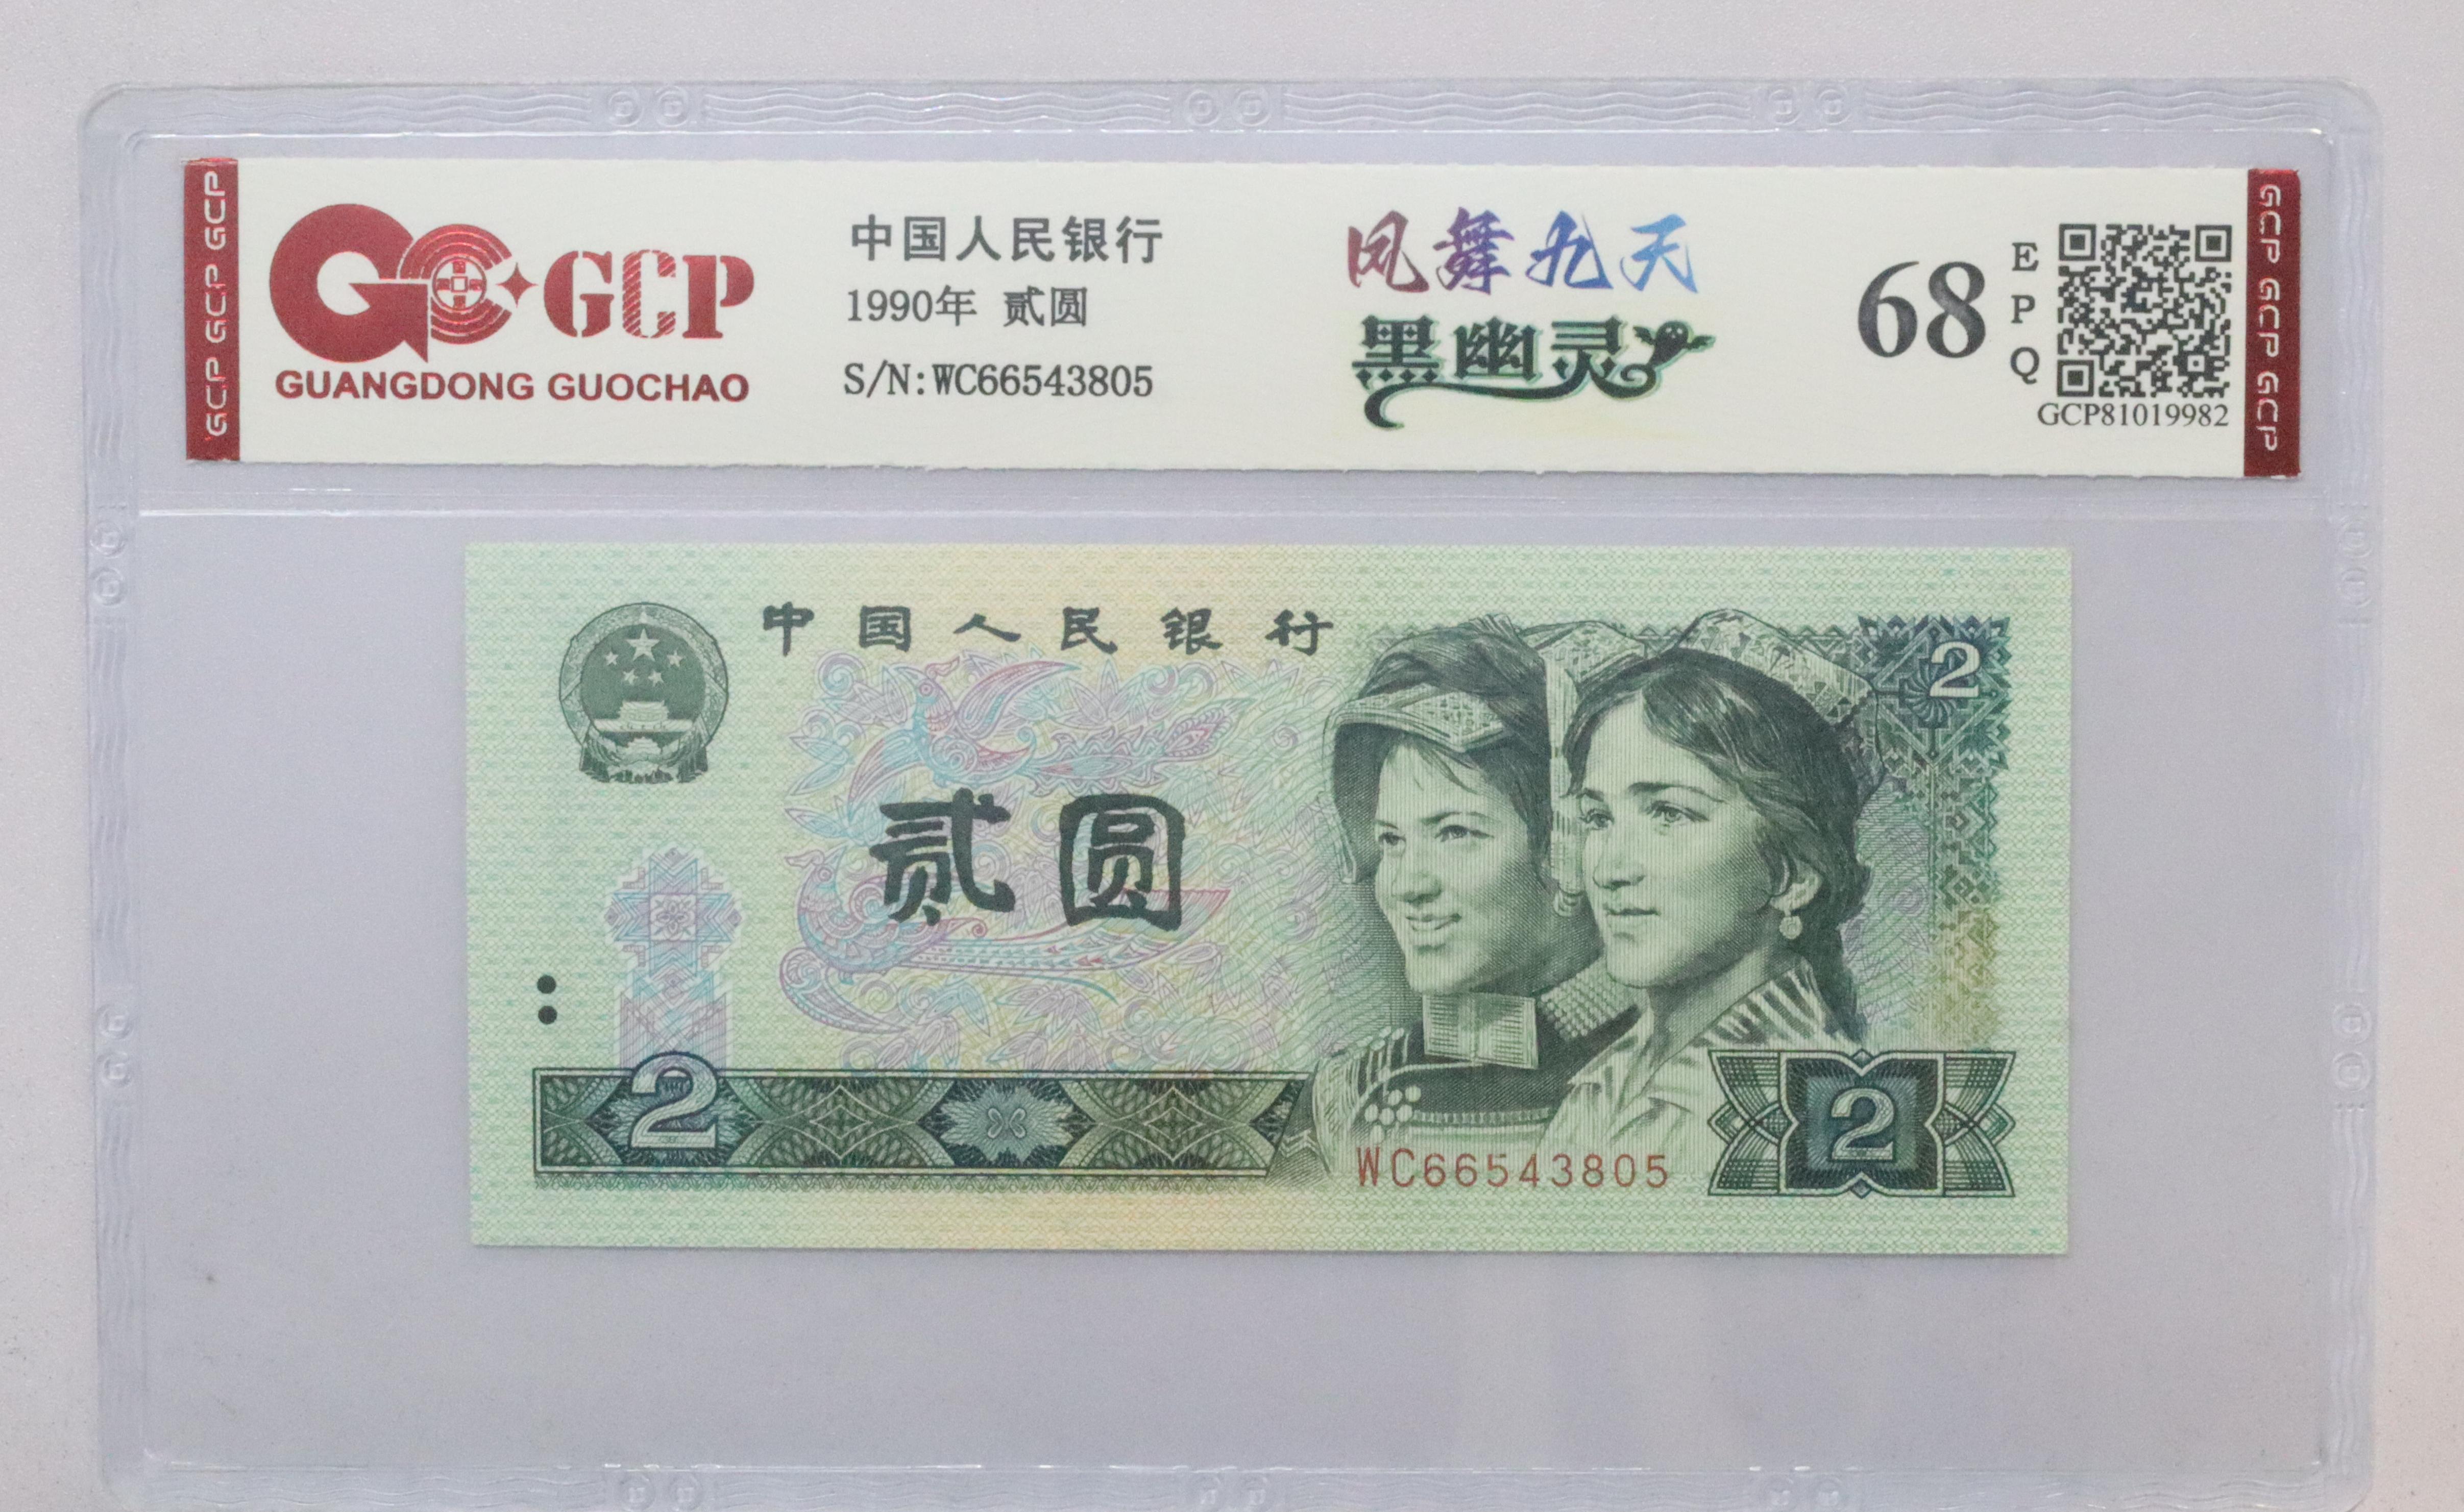 GCP GCP GCP
GCP
GUANGDONG GUOCHAO
中国人民银行
1990年 贰圆
S/N:WC66543805
凤舞九天
黑幽灵
68
EPQ
GCP81019982
GCP GCP GCP
中国人民银行
2
贰圆
2
2
WC66543805